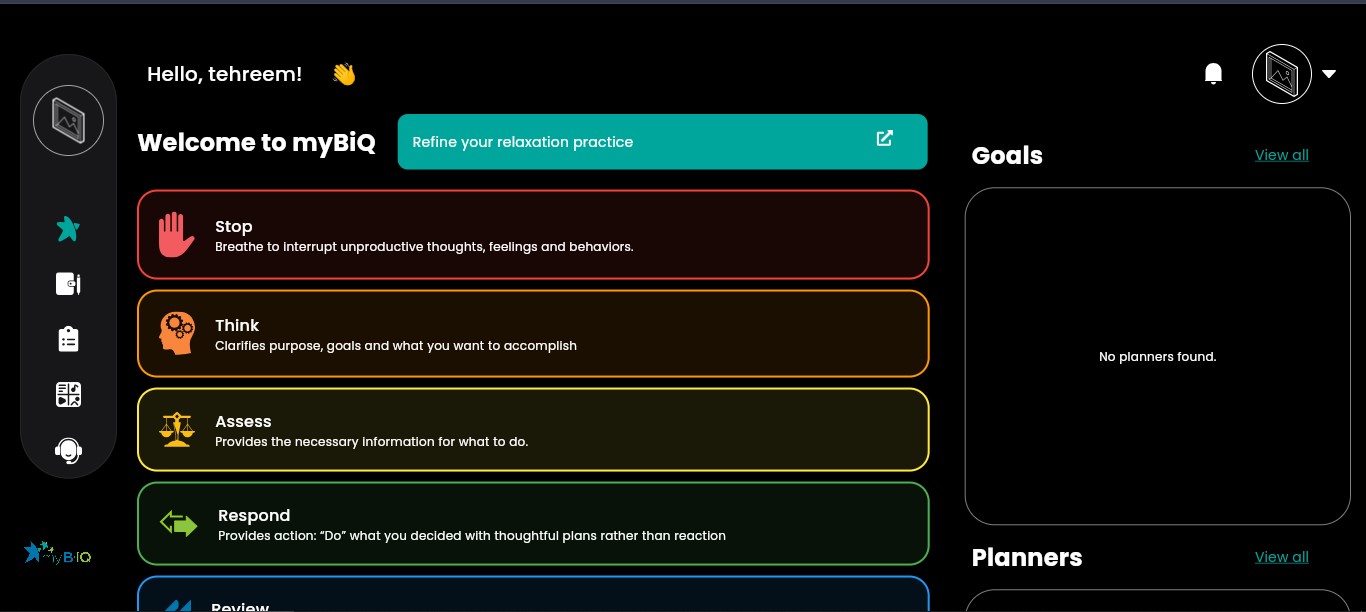 Hello, tehreem! 👋
Welcome to myBiQ
Refine your relaxation practice
Stop
Breathe to interrupt unproductive thoughts, feelings and behaviors.
Think
Clarifies purpose, goals and what you want to accomplish
Assess
Provides the necessary information for what to do.
Respond
Provides action: “Do” what you decided with thoughtful plans rather than reaction
Review
Goals
View all
No planners found.
Planners
View all
myBiQ